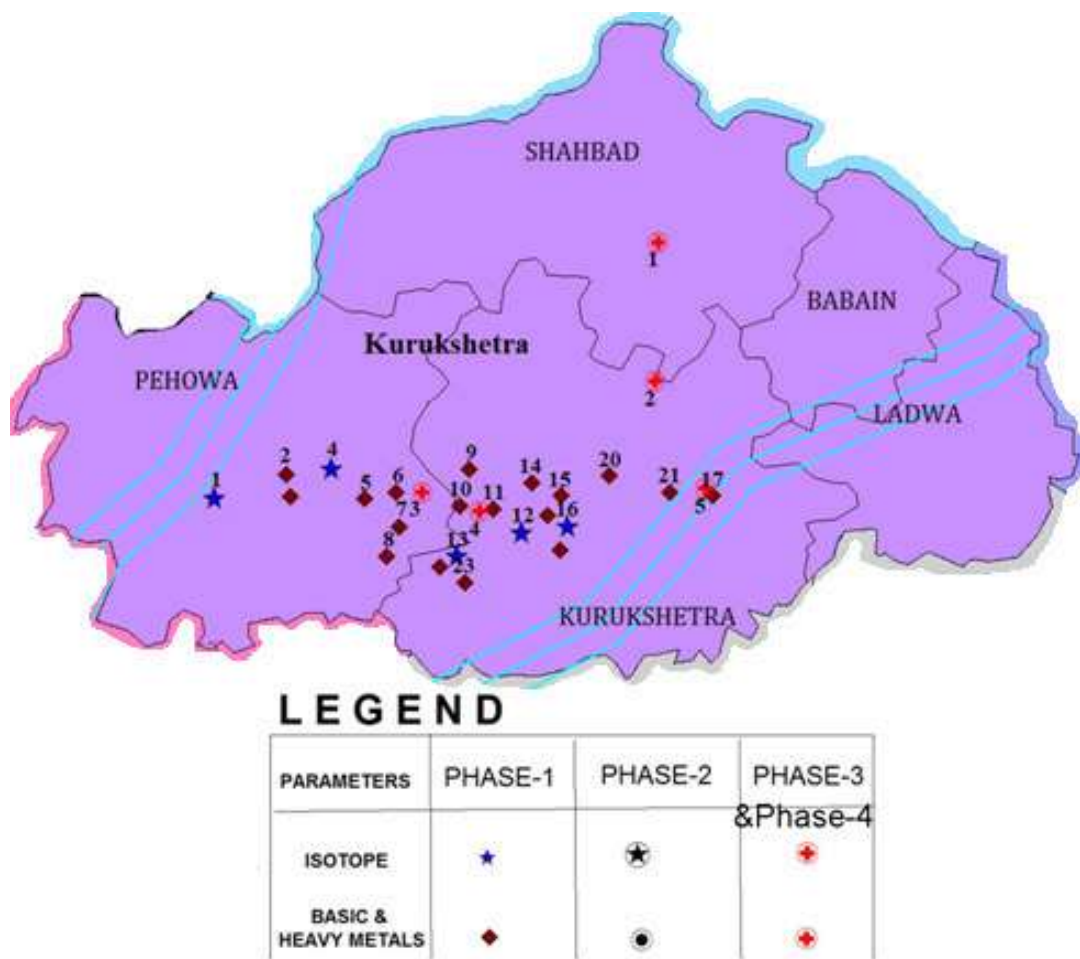 SHAHBAD
1
BABAIN
Kurukshetra
PEHOWA
2
LADWA
9
4
2
14
20
1
5
6
15
21
17
10
11
5
73
12
16
4
13
8
23
KURUKSHETRA
LEGEND
PARAMETERS PHASE-1 PHASE-2 PHASE-3
&Phase-4
ISOTOPE
BASIC &
HEAVY METALS